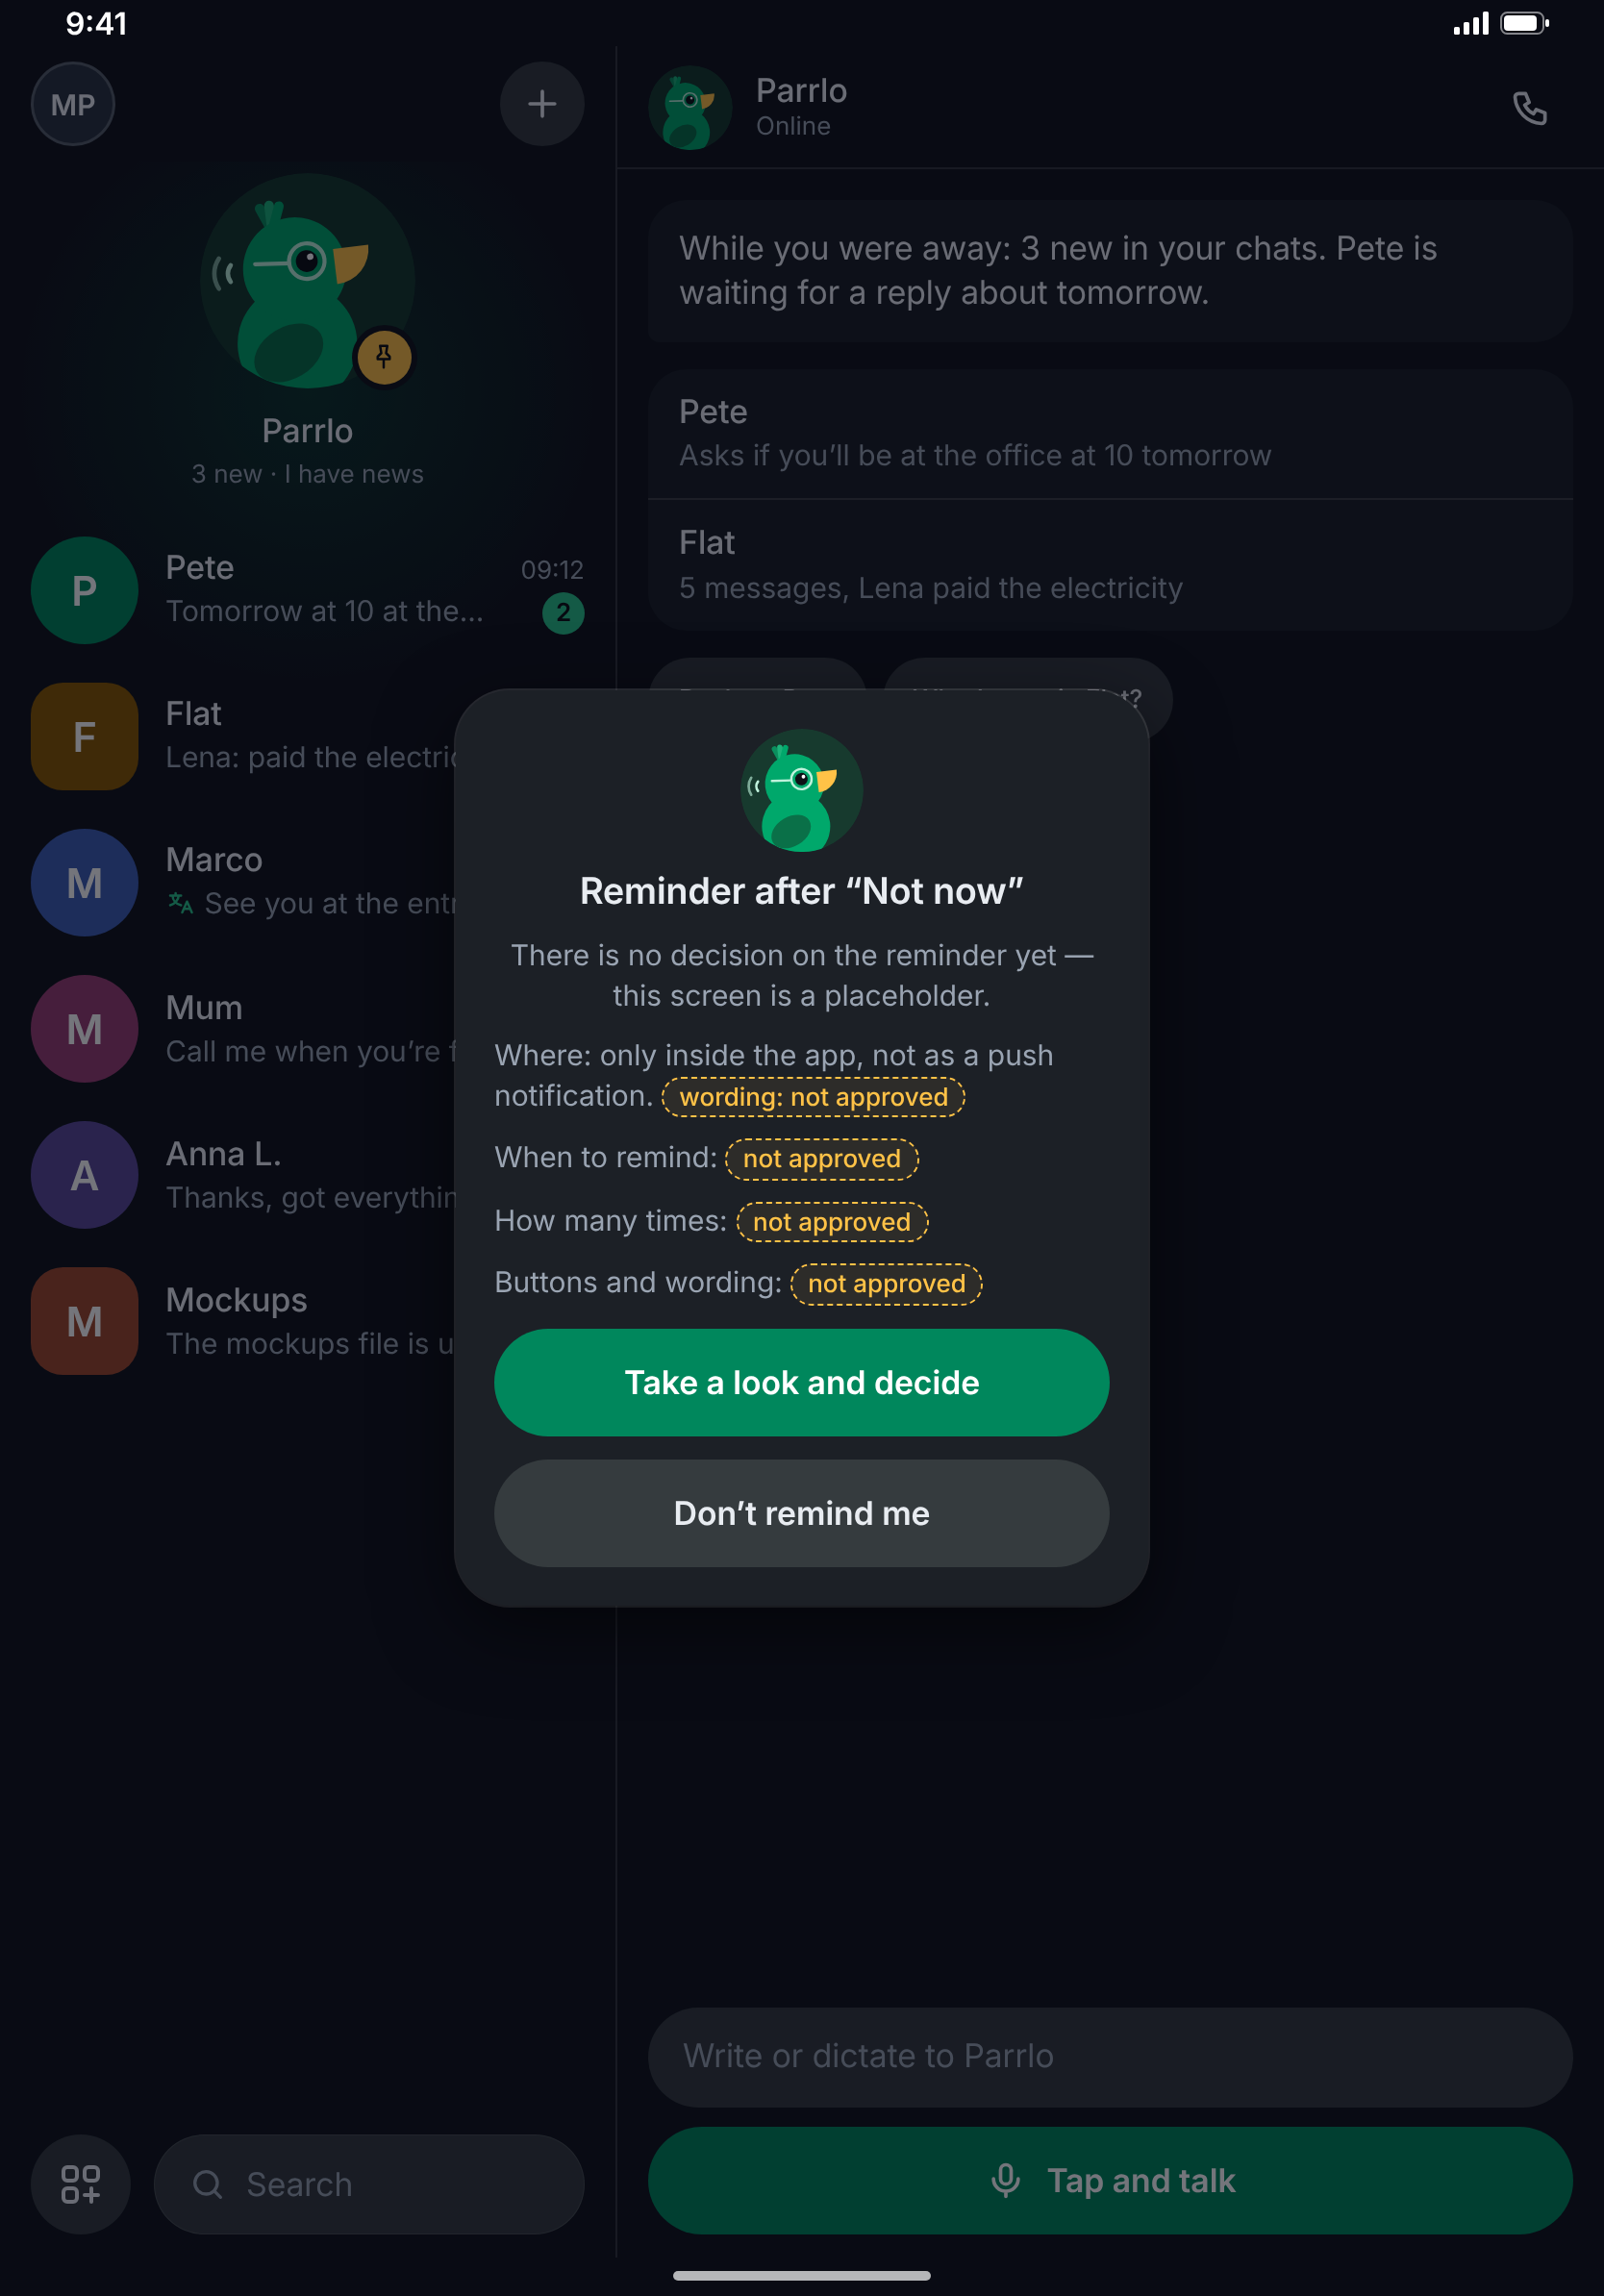 9:41
MP
Parrlo
3 new · I have news
P
Pete
09:12
Tomorrow at 10 at the...
2
F
Flat
Lena: paid the
M
Marco
See you at the
M
Mum
Call me when you’re
A
Anna L.
Thanks, got
M
Mockups
The mockups file is
Search
Parrlo
Online
While you were away: 3 new in your chats. Pete is
waiting for a reply about tomorrow.
Pete
Asks if you’ll be at the office at 10 tomorrow
Flat
5 messages, Lena paid the electricity
Reminder after “Not now”
There is no decision on the reminder yet —
this screen is a placeholder.
Where: only inside the app, not as a push
notification. wording: not approved
When to remind: not approved
How many times: not approved
Buttons and wording: not approved
Take a look and decide
Don’t remind me
Write or dictate to Parrlo
Tap and talk